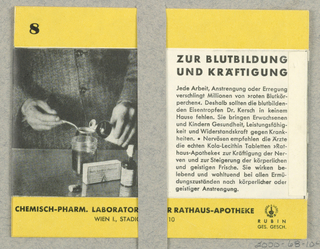 8
CHEMISCH-PHARM. LABORATOR
WIEN I., STADI
ZUR BLUTBILDUNG
UND KRÄFTIGUNG
Jede Arbeit, Anstrengung oder Erregung
verschlingt Millionen von »roten Blutkör-
perchen«. Deshalb sollten die blutbilden-
den Eisentropfen Dr. Kersch in keinem
Haus fehlen. Sie bringen Erwachsenen
und Kindern Gesundheit, Leistungsfähig-
keit und Widerstandskraft gegen Krank-
heiten. • Nervösen empfehlen die Ärzte
die echten Kola-Lecithin Tabletten »Rat-
haus-Apotheke« zur Kräftigung der Ner-
ven und zur Steigerung der körperlichen
und geistigen Frische. Sie wirken be-
lebend und wohltuend bei allen Ermü-
dungszuständen nach körperlicher oder
geistiger Anstrengung.
R RATHAUS-APOTHEKE
10
RUBIN
GES. GESCH.